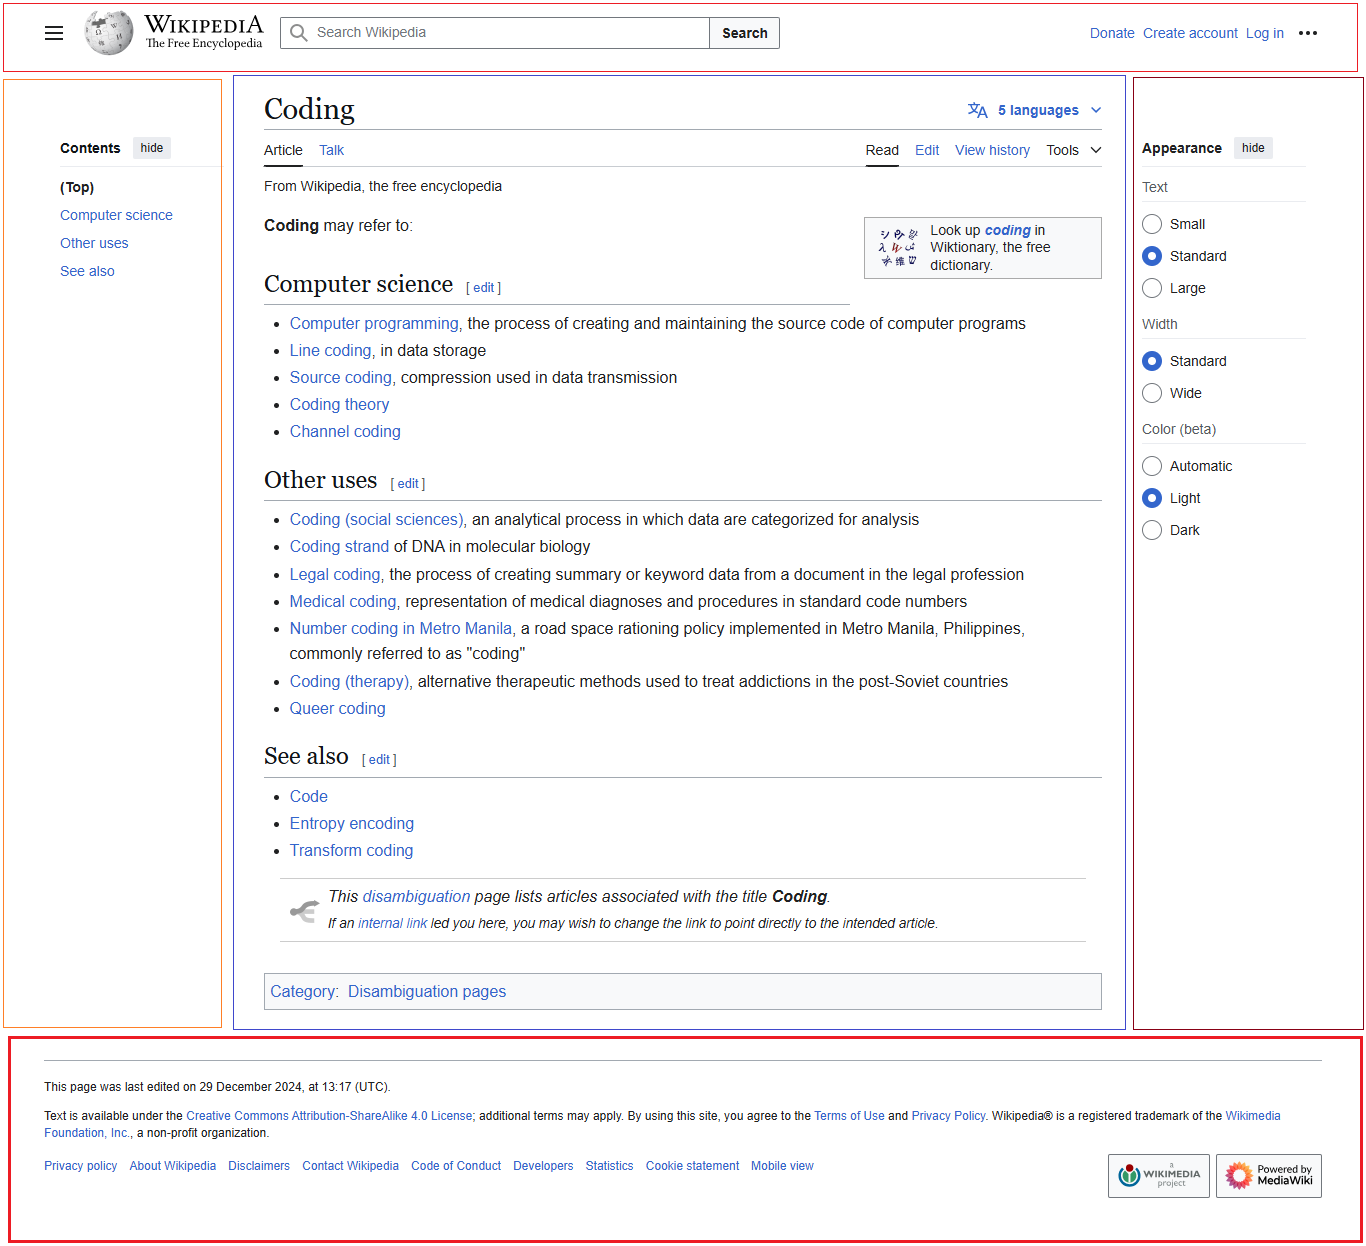 WIKIPEDIA
The Free Encyclopedia
Search Wikipedia
Search
Donate Create account Log in
Contents hide
(Top)
Computer science
Other uses
See also
Coding
5 languages
Article Talk
Read Edit View history Tools
From Wikipedia, the free encyclopedia
Coding may refer to:
Look up coding in
Wiktionary, the free
dictionary.
Computer science [ edit ]
• Computer programming, the process of creating and maintaining the source code of computer programs
• Line coding, in data storage
• Source coding, compression used in data transmission
• Coding theory
• Channel coding
Other uses [ edit ]
• Coding (social sciences), an analytical process in which data are categorized for analysis
• Coding strand of DNA in molecular biology
• Legal coding, the process of creating summary or keyword data from a document in the legal profession
• Medical coding, representation of medical diagnoses and procedures in standard code numbers
• Number coding in Metro Manila, a road space rationing policy implemented in Metro Manila, Philippines,
commonly referred to as "coding"
• Coding (therapy), alternative therapeutic methods used to treat addictions in the post-Soviet countries
• Queer coding
See also [ edit ]
• Code
• Entropy encoding
• Transform coding
This disambiguation page lists articles associated with the title Coding.
If an internal link led you here, you may wish to change the link to point directly to the intended article.
Category: Disambiguation pages
Appearance hide
Text
Small
Standard
Large
Width
Standard
Wide
Color (beta)
Automatic
Light
Dark
This page was last edited on 29 December 2024, at 13:17 (UTC).
Text is available under the Creative Commons Attribution-ShareAlike 4.0 License; additional terms may apply. By using this site, you agree to the Terms of Use and Privacy Policy. Wikipedia® is a registered trademark of the Wikimedia
Foundation, Inc., a non-profit organization.
Privacy policy About Wikipedia Disclaimers Contact Wikipedia Code of Conduct Developers Statistics Cookie statement Mobile view
a
WIKIMEDIA
project
Powered by
MediaWiki